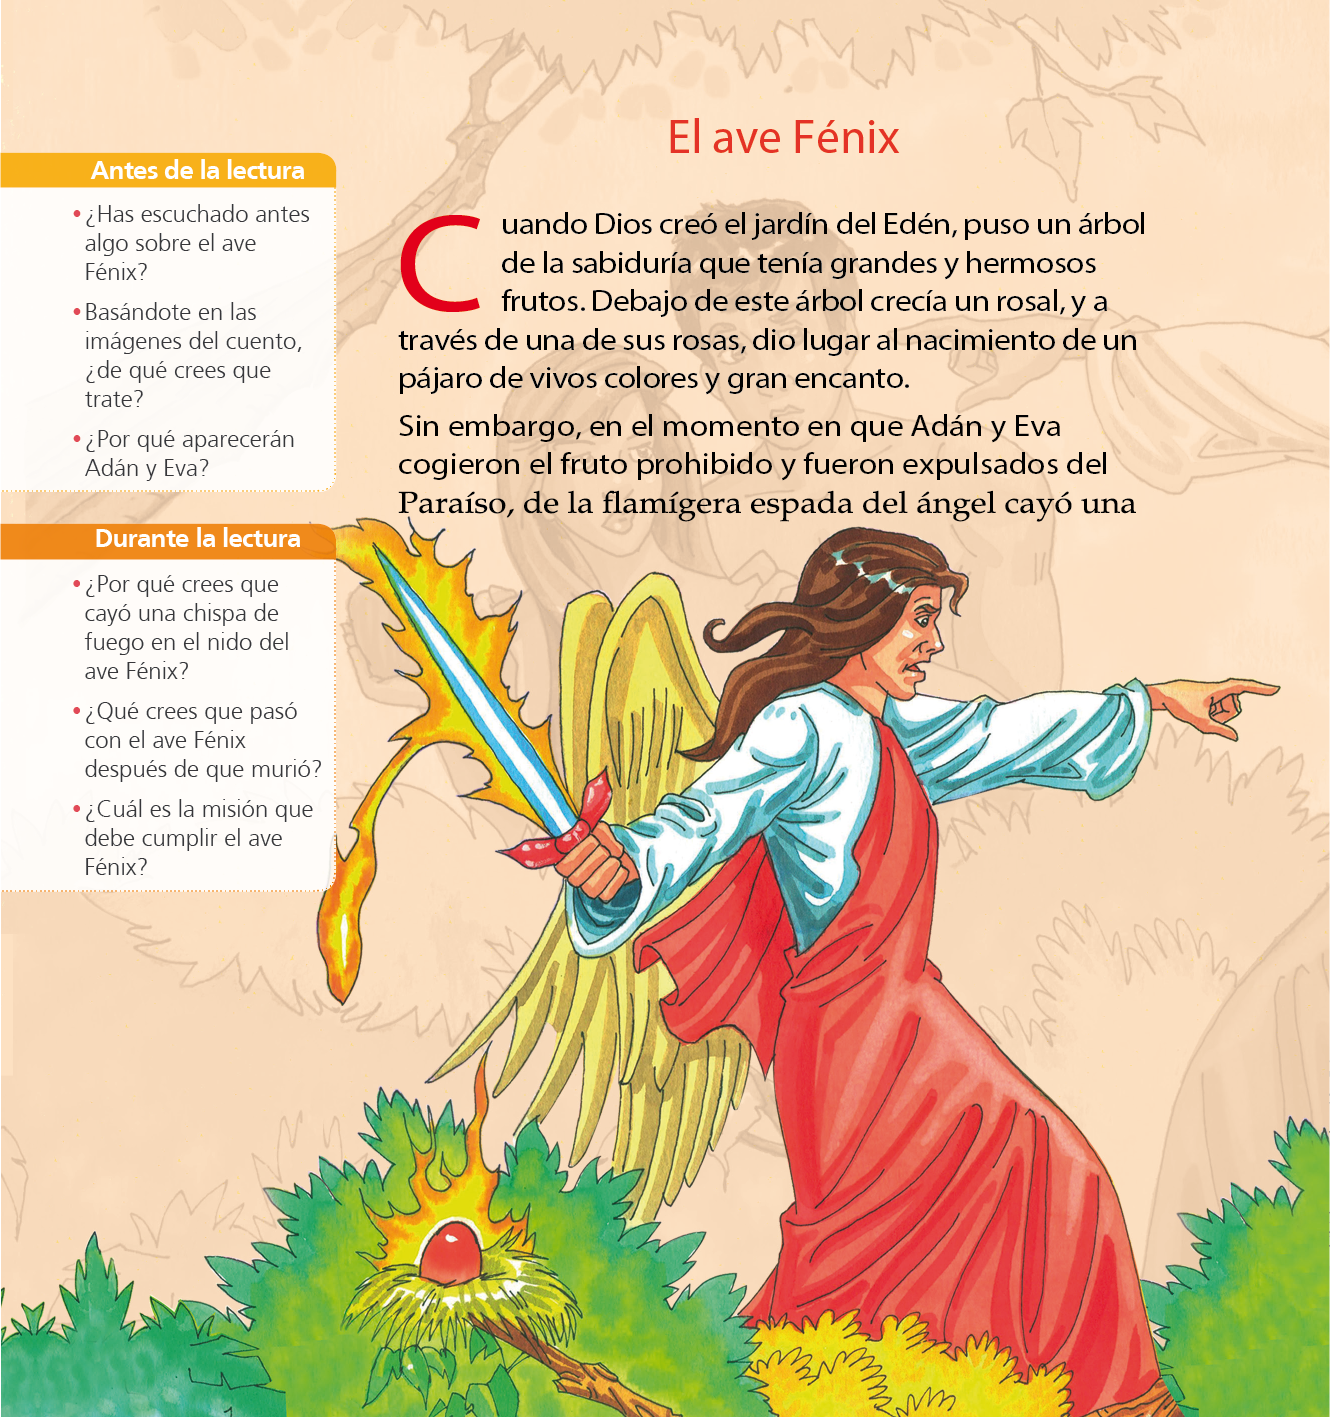 El ave Fénix
Antes de la lectura
• ¿Has escuchado antes
algo sobre el ave
Fénix?
• Basándote en las
imágenes del cuento,
¿de qué crees que
trate?
• ¿Por qué aparecerán
Adán y Eva?
Durante la lectura
• ¿Por qué crees que
cayó una chispa de
fuego en el nido del
ave Fénix?
• ¿Qué crees que pasó
con el ave Fénix
después de que murió?
• ¿Cuál es la misión que
debe cumplir el ave
Fénix?
Cuando Dios creó el jardín del Edén, puso un árbol
de la sabiduría que tenía grandes y hermosos
frutos. Debajo de este árbol crecía un rosal, y a
través de una de sus rosas, dio lugar al nacimiento de un
pájaro de vivos colores y gran encanto.
Sin embargo, en el momento en que Adán y Eva
cogieron el fruto prohibido y fueron expulsados del
Paraíso, de la flamígera espada del ángel cayó una